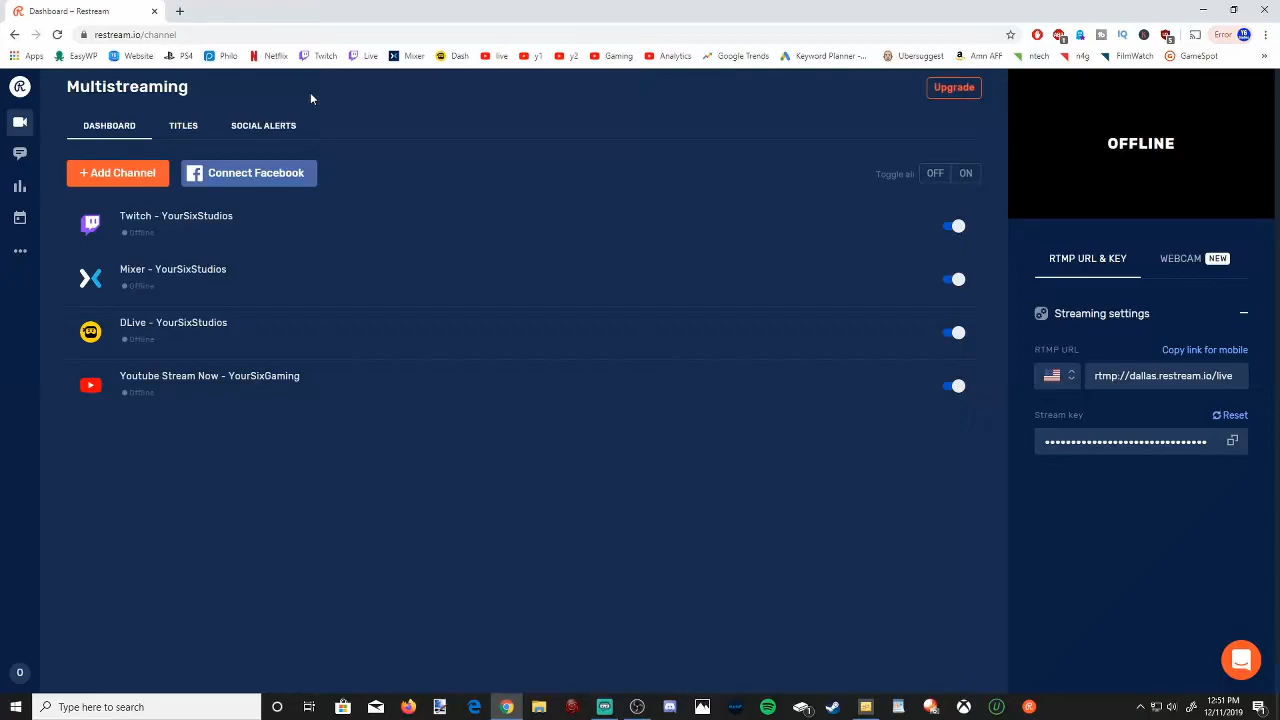 Dashboard – Restream
restream.io/channel
Error
Apps EasyWP Website PS4 Philo Netflix Twitch Live Mixer Dash live y1 y2 Gaming Analytics Google Trends Keyword Planner -... Ubersuggest Amn AFF ntech n4g FilmWatch GameSpot »
Multistreaming
Upgrade
DASHBOARD TITLES SOCIAL ALERTS
+ Add Channel
Connect Facebook
Toggle all OFF ON
Twitch - YourSixStudios
Offline
Mixer - YourSixStudios
Offline
DLive - YourSixStudios
Offline
Youtube Stream Now - YourSixGaming
Offline
OFFLINE
RTMP URL & KEY WEBCAM NEW
Streaming settings
RTMP URL Copy link for mobile
rtmp://dallas.restream.io/live
Stream key Reset
••••••••••••••••••••••••••••••
0
Type here to search
12:51 PM
12/11/2019